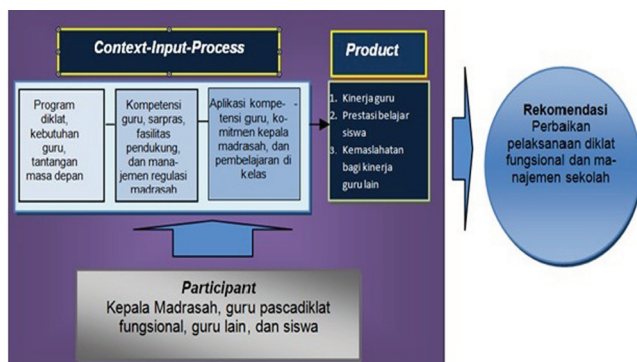 Context-Input-Process
Product
Program
diklat,
kebutuhan
guru,
tantangan
masa depan
Kompetensi
guru, sarpras,
fasilitas
pendukung,
dan mana-
jemen regulasi
madrasah
Aplikasi kompe- -
tensi guru, ko-
mitmen kepala
madrasah, dan
pembelajaran di
kelas
1. Kinerja guru
2. Prestasi belajar
siswa
3. Kemaslahatan
bagi kinerja
guru lain
Rekomendasi
Perbaikan
pelaksanaan diklat
fungsional dan ma-
najemen sekolah
Participant
Kepala Madrasah, guru pascadiklat
fungsional, guru lain, dan siswa